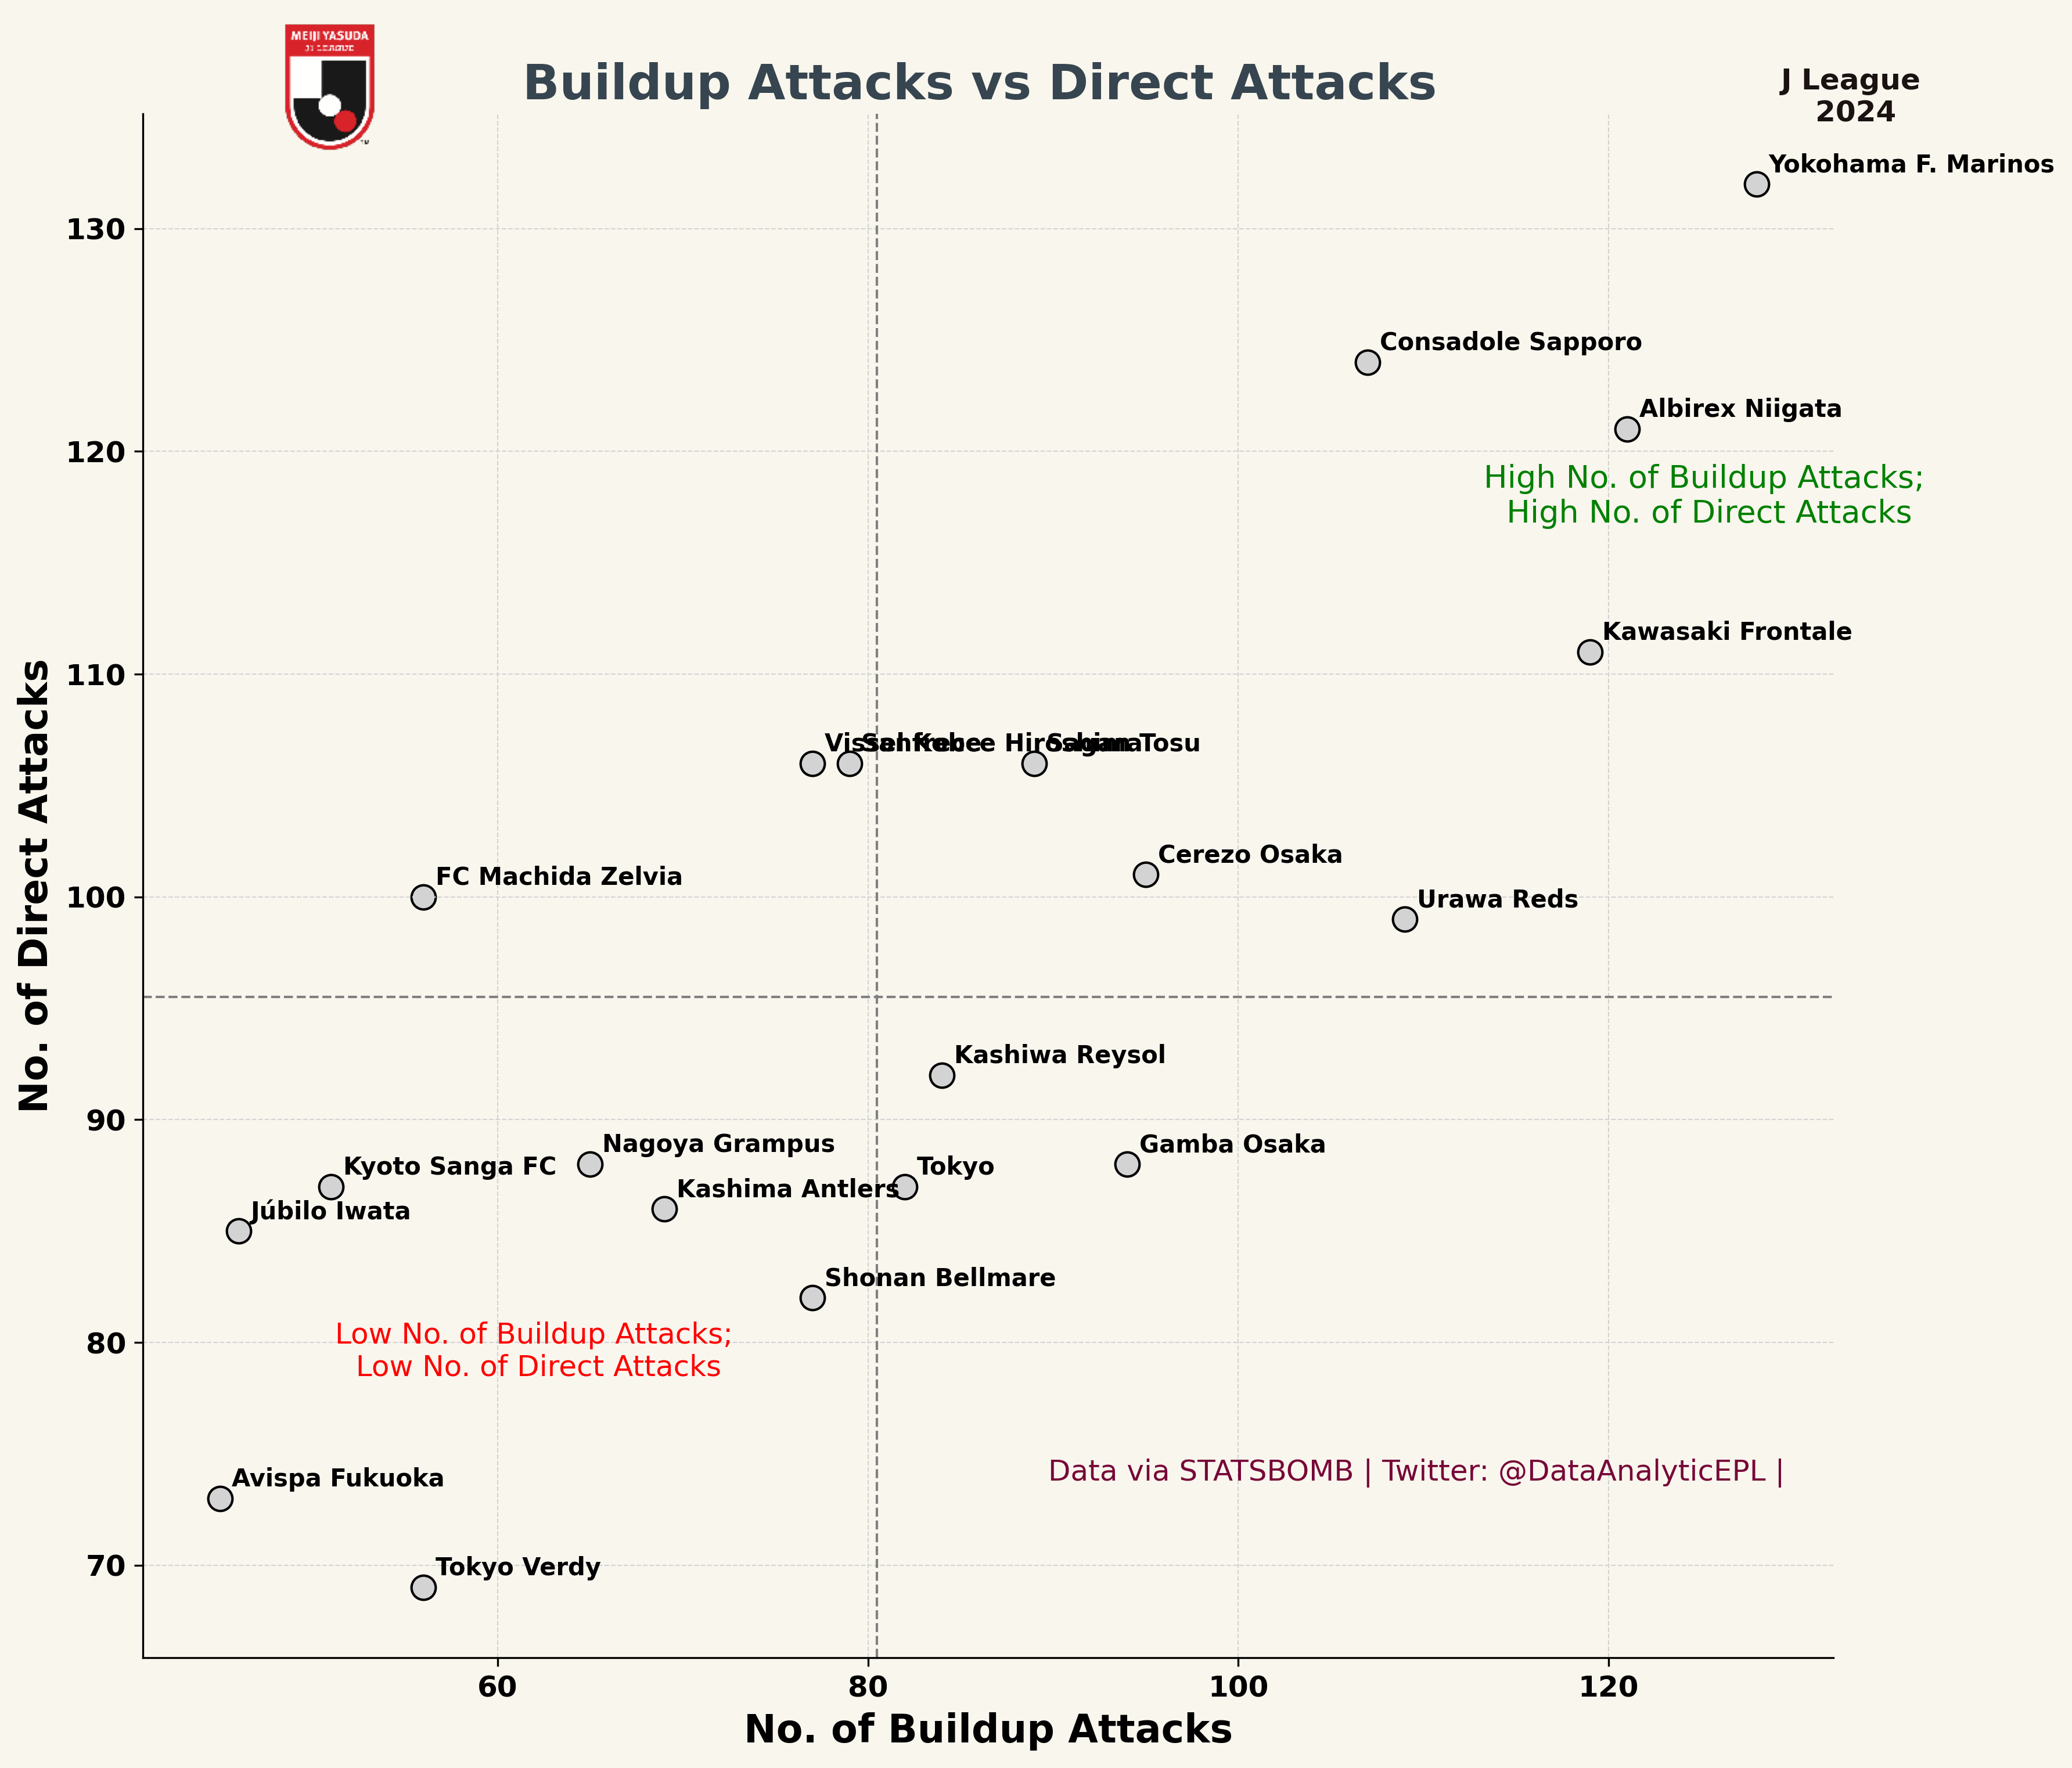 MEIJI YASUDA
J1 LEAGUE
Buildup Attacks vs Direct Attacks
J League
2024
Yokohama F. Marinos
130
Consadole Sapporo
Albirex Niigata
120
High No. of Buildup Attacks;
High No. of Direct Attacks
Kawasaki Frontale
110
Vissel Kobe
Sanfrecce Hiroshima
Sagan Tosu
Cerezo Osaka
FC Machida Zelvia
100
Urawa Reds
No. of Direct Attacks
Kashiwa Reysol
90
Nagoya Grampus
Gamba Osaka
Kyoto Sanga FC
Tokyo
Kashima Antlers
Júbilo Iwata
Shonan Bellmare
80
Low No. of Buildup Attacks;
Low No. of Direct Attacks
Data via STATSBOMB | Twitter: @DataAnalyticEPL |
Avispa Fukuoka
70
Tokyo Verdy
60
80
100
120
No. of Buildup Attacks